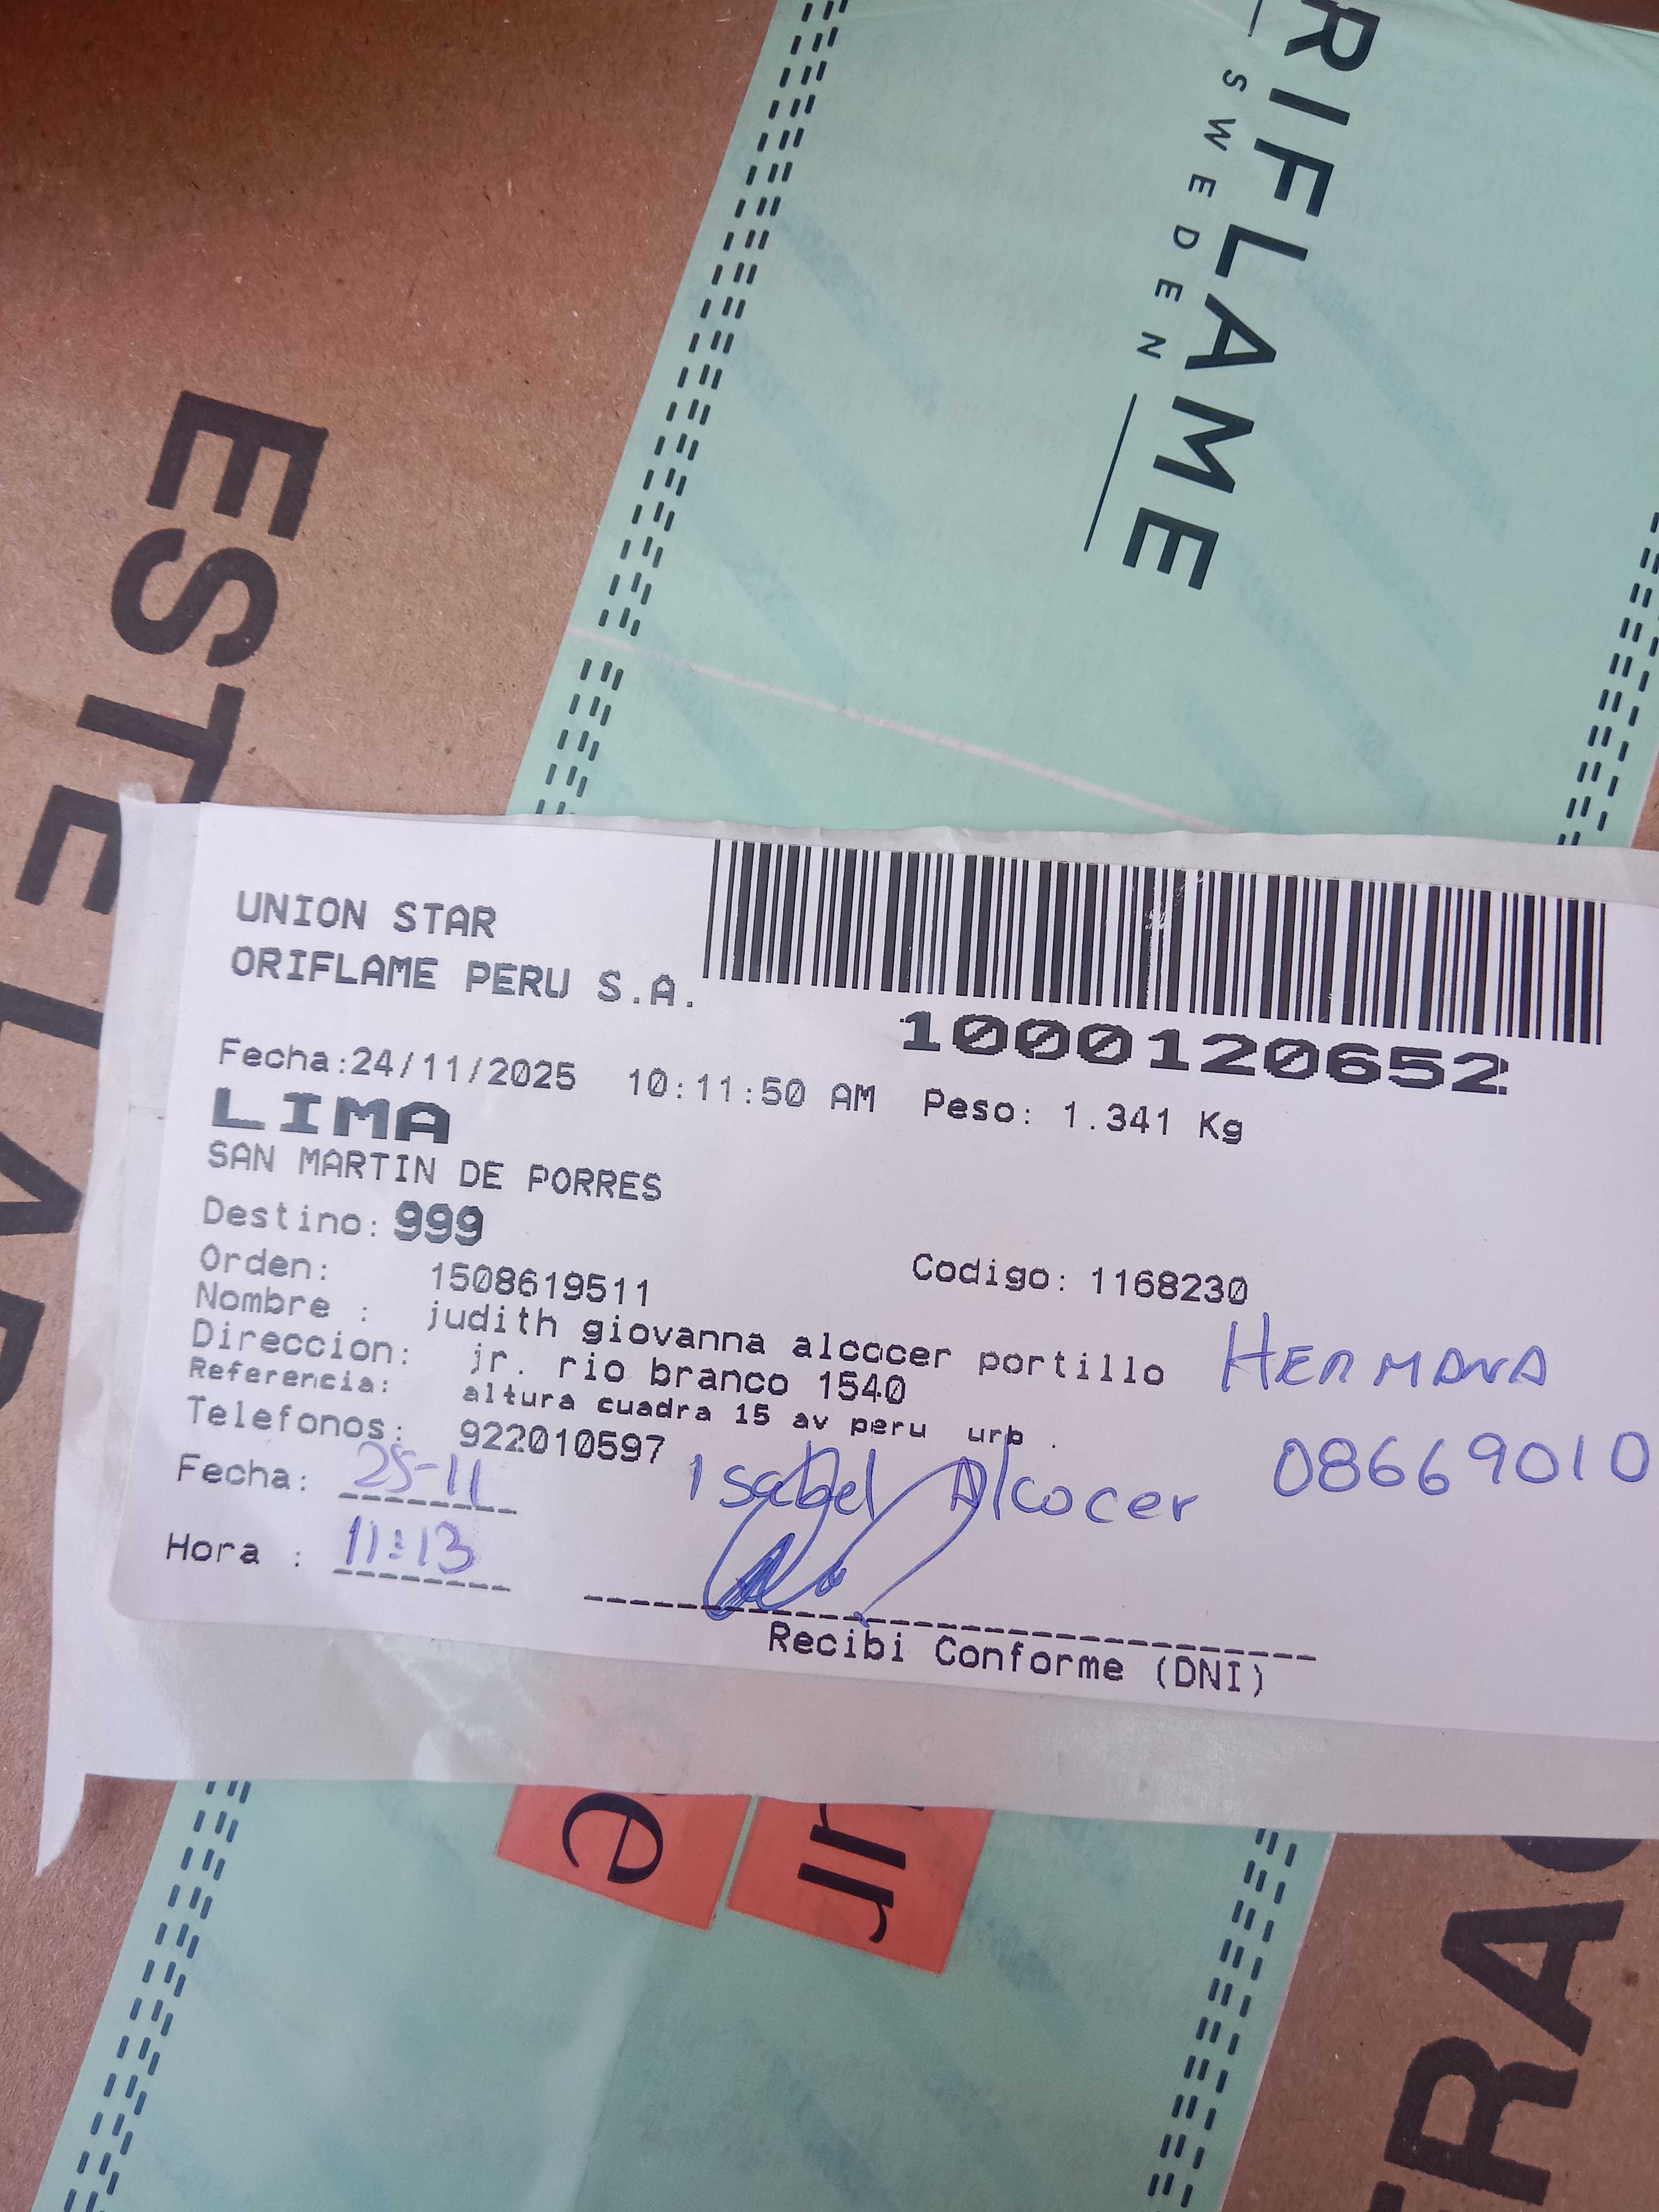 RIFLAME
SWEDEN
ESTE LA
UNION STAR
ORIFLAME PERU S.A.
1000120652
Fecha:24/11/2025 10:11:50 AM Peso: 1.341 Kg
LIMA
SAN MARTIN DE PORRES
Destino: 999
Orden: 1508619511 Codigo: 1168230
Nombre : judith giovanna alcocer portillo HERMANA
Direccion: jr. rio branco 1540
Referencia: altura cuadra 15 av peru urb .
Telefonos: 922010597
Isabel Alcocer 08669010
Fecha: 25-11
Hora : 11:13
Recibi Conforme (DNI)